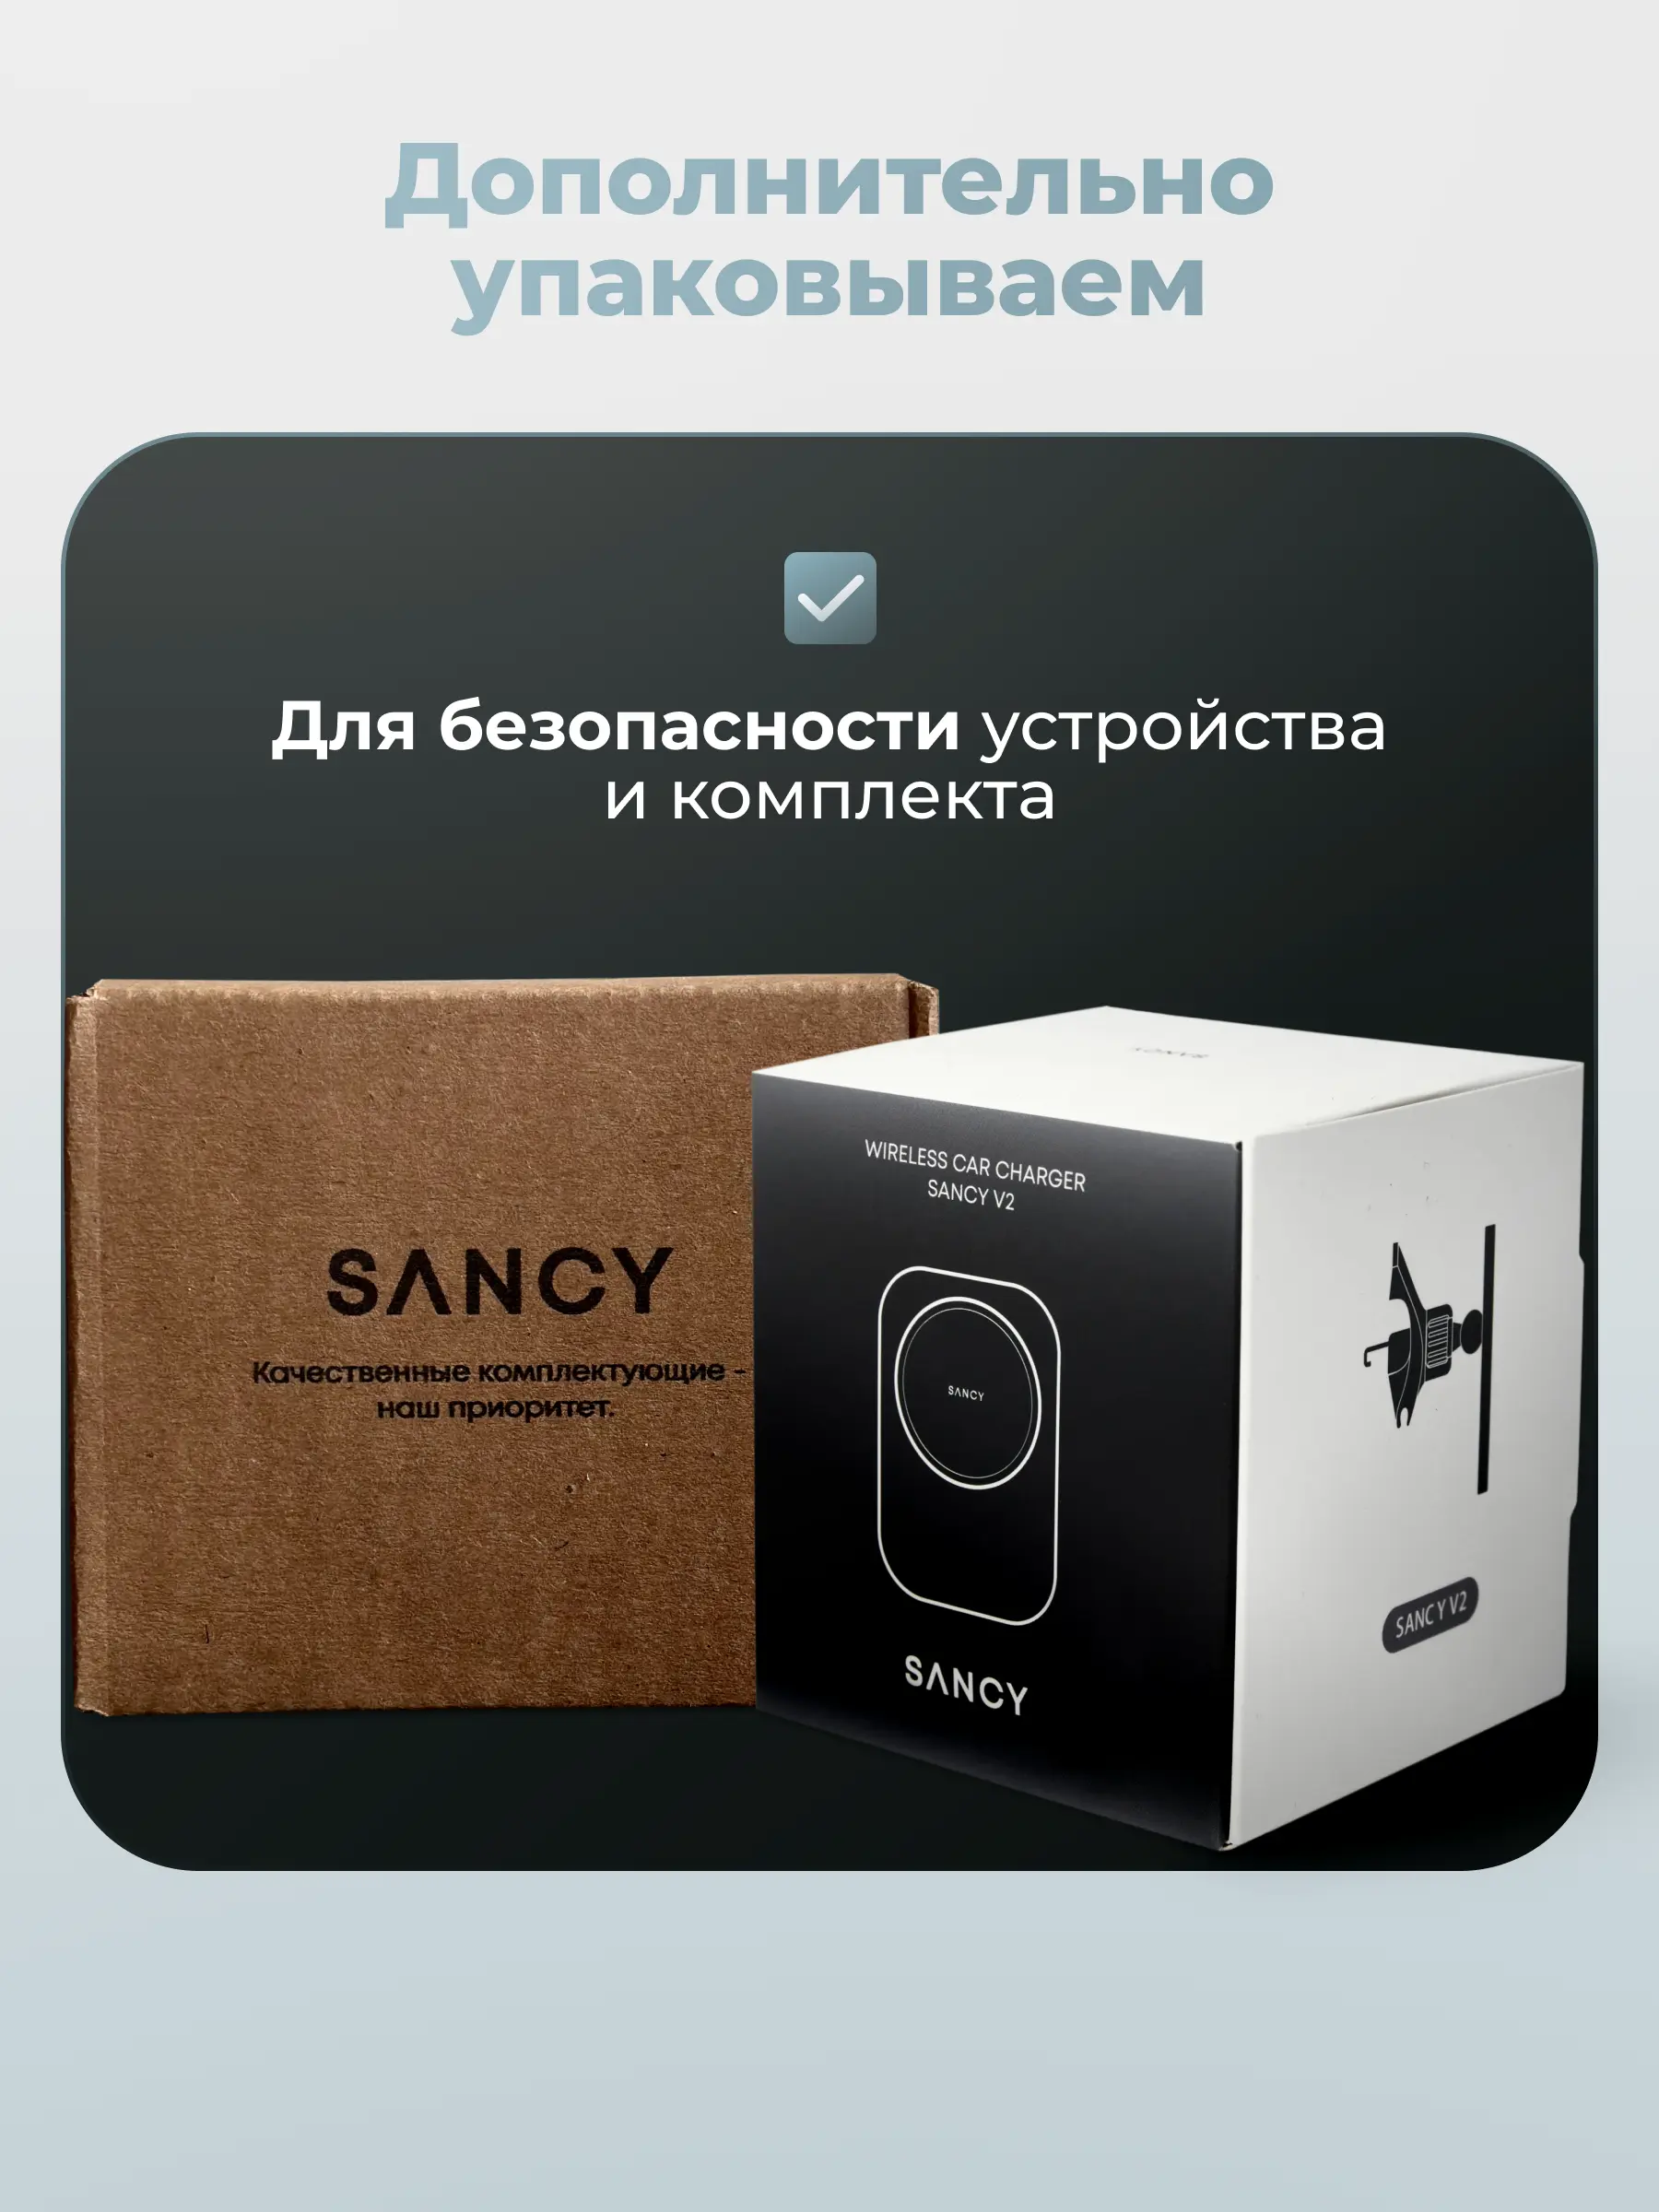 Дополнительно
упаковываем
Для безопасности устройства
и комплекта
SANCY
SANCY
Качественные комплектующие -
наш приоритет.
WIRELESS CAR CHARGER
SANCY V2
SANCY
SANCY
SANCY V2